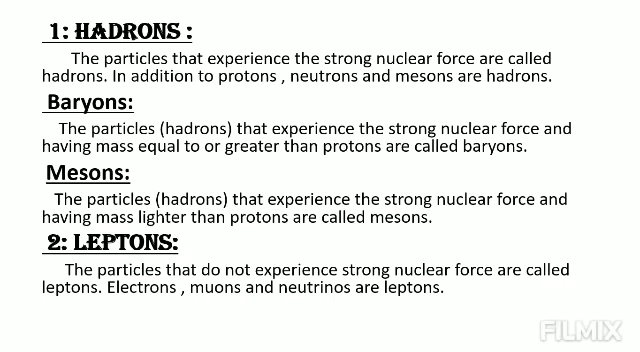 1: HADRONS :
The particles that experience the strong nuclear force are called
hadrons. In addition to protons , neutrons and mesons are hadrons.
Baryons:
The particles (hadrons) that experience the strong nuclear force and
having mass equal to or greater than protons are called baryons.
Mesons:
The particles (hadrons) that experience the strong nuclear force and
having mass lighter than protons are called mesons.
2: LEPTONS:
The particles that do not experience strong nuclear force are called
leptons. Electrons , muons and neutrinos are leptons.
FILMIX